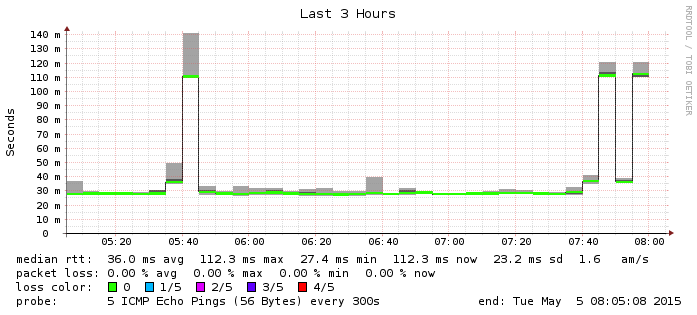 Last 3 Hours
RRDTOOL / TOBI OETIKER
Seconds
140 m
130 m
120 m
110 m
100 m
90 m
80 m
70 m
60 m
50 m
40 m
30 m
20 m
10 m
0
05:20 05:40 06:00 06:20 06:40 07:00 07:20 07:40 08:00
median rtt: 36.0 ms avg 112.3 ms max 27.4 ms min 112.3 ms now 23.2 ms sd 1.6 am/s
packet loss: 0.00 % avg 0.00 % max 0.00 % min 0.00 % now
loss color: 0 1/5 2/5 3/5 4/5
probe: 5 ICMP Echo Pings (56 Bytes) every 300s end: Tue May 5 08:05:08 2015